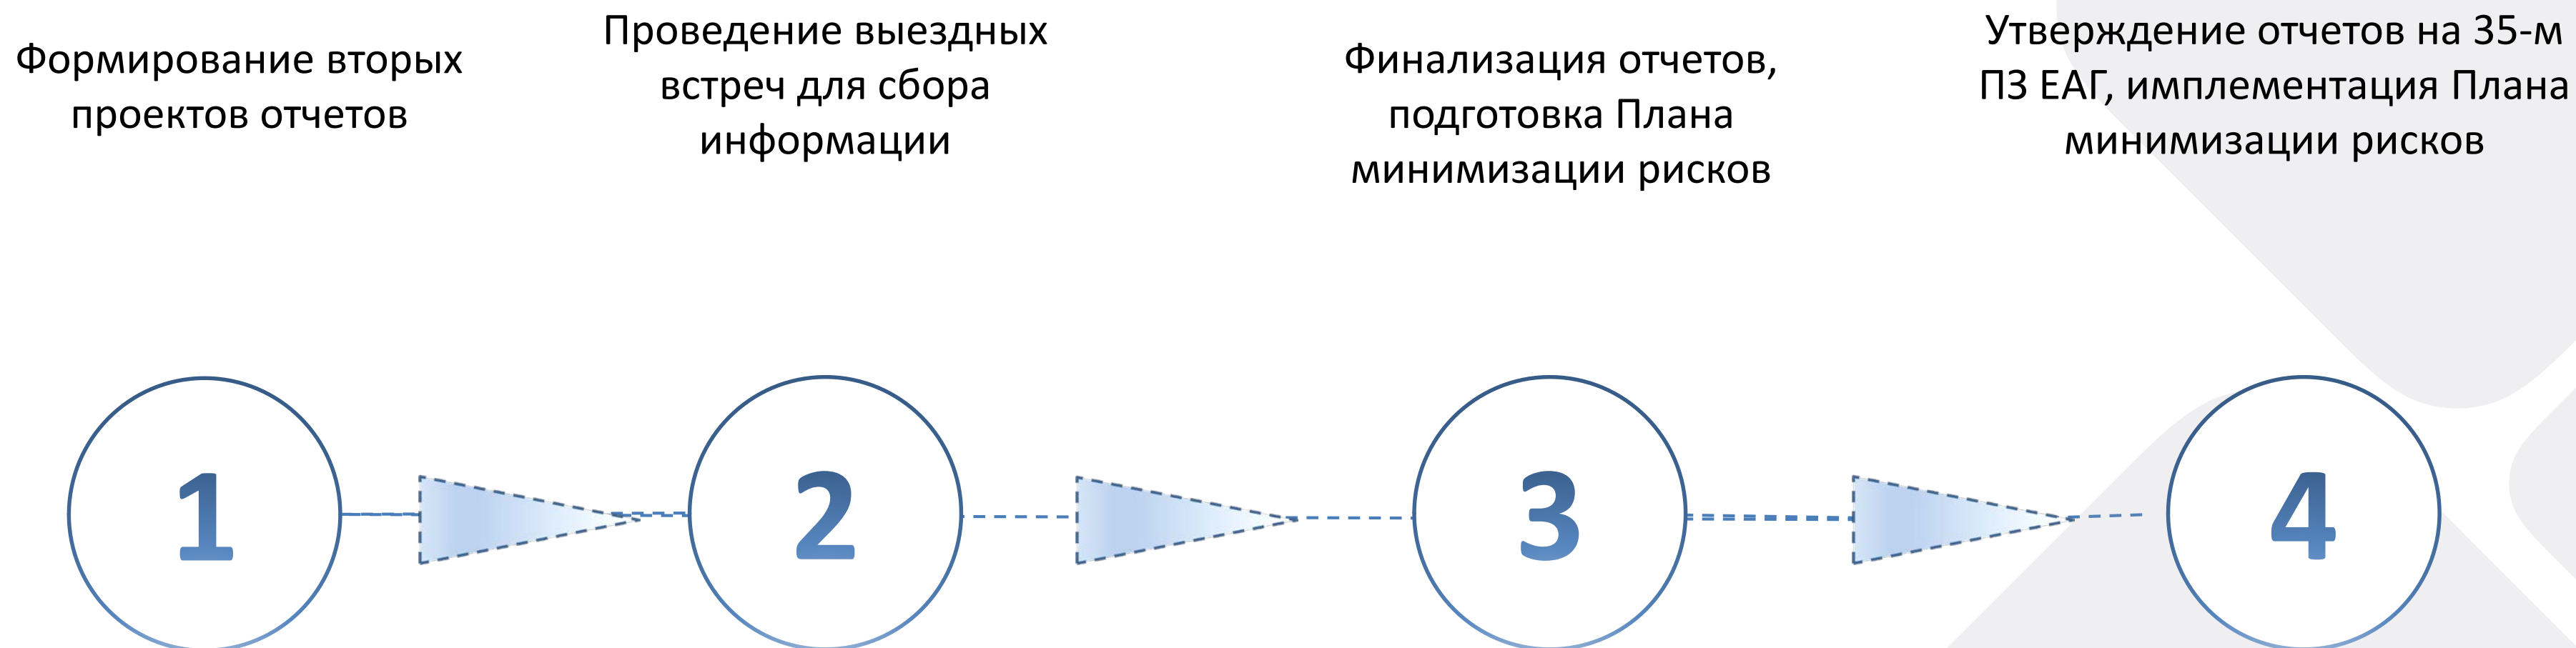 Формирование вторых
проектов отчетов
Проведение выездных
встреч для сбора
информации
Финализация отчетов,
подготовка Плана
минимизации рисков
Утверждение отчетов на 35-м
ПЗ ЕАГ, имплементация Плана
минимизации рисков
1
2
3
4